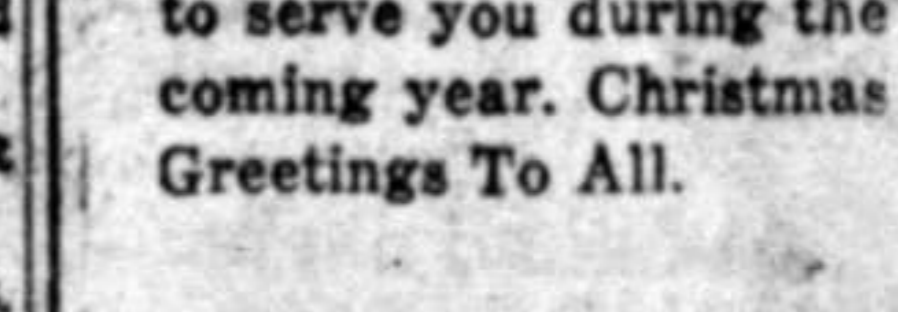 to serve you during the
coming year. Christmas
Greetings To All.